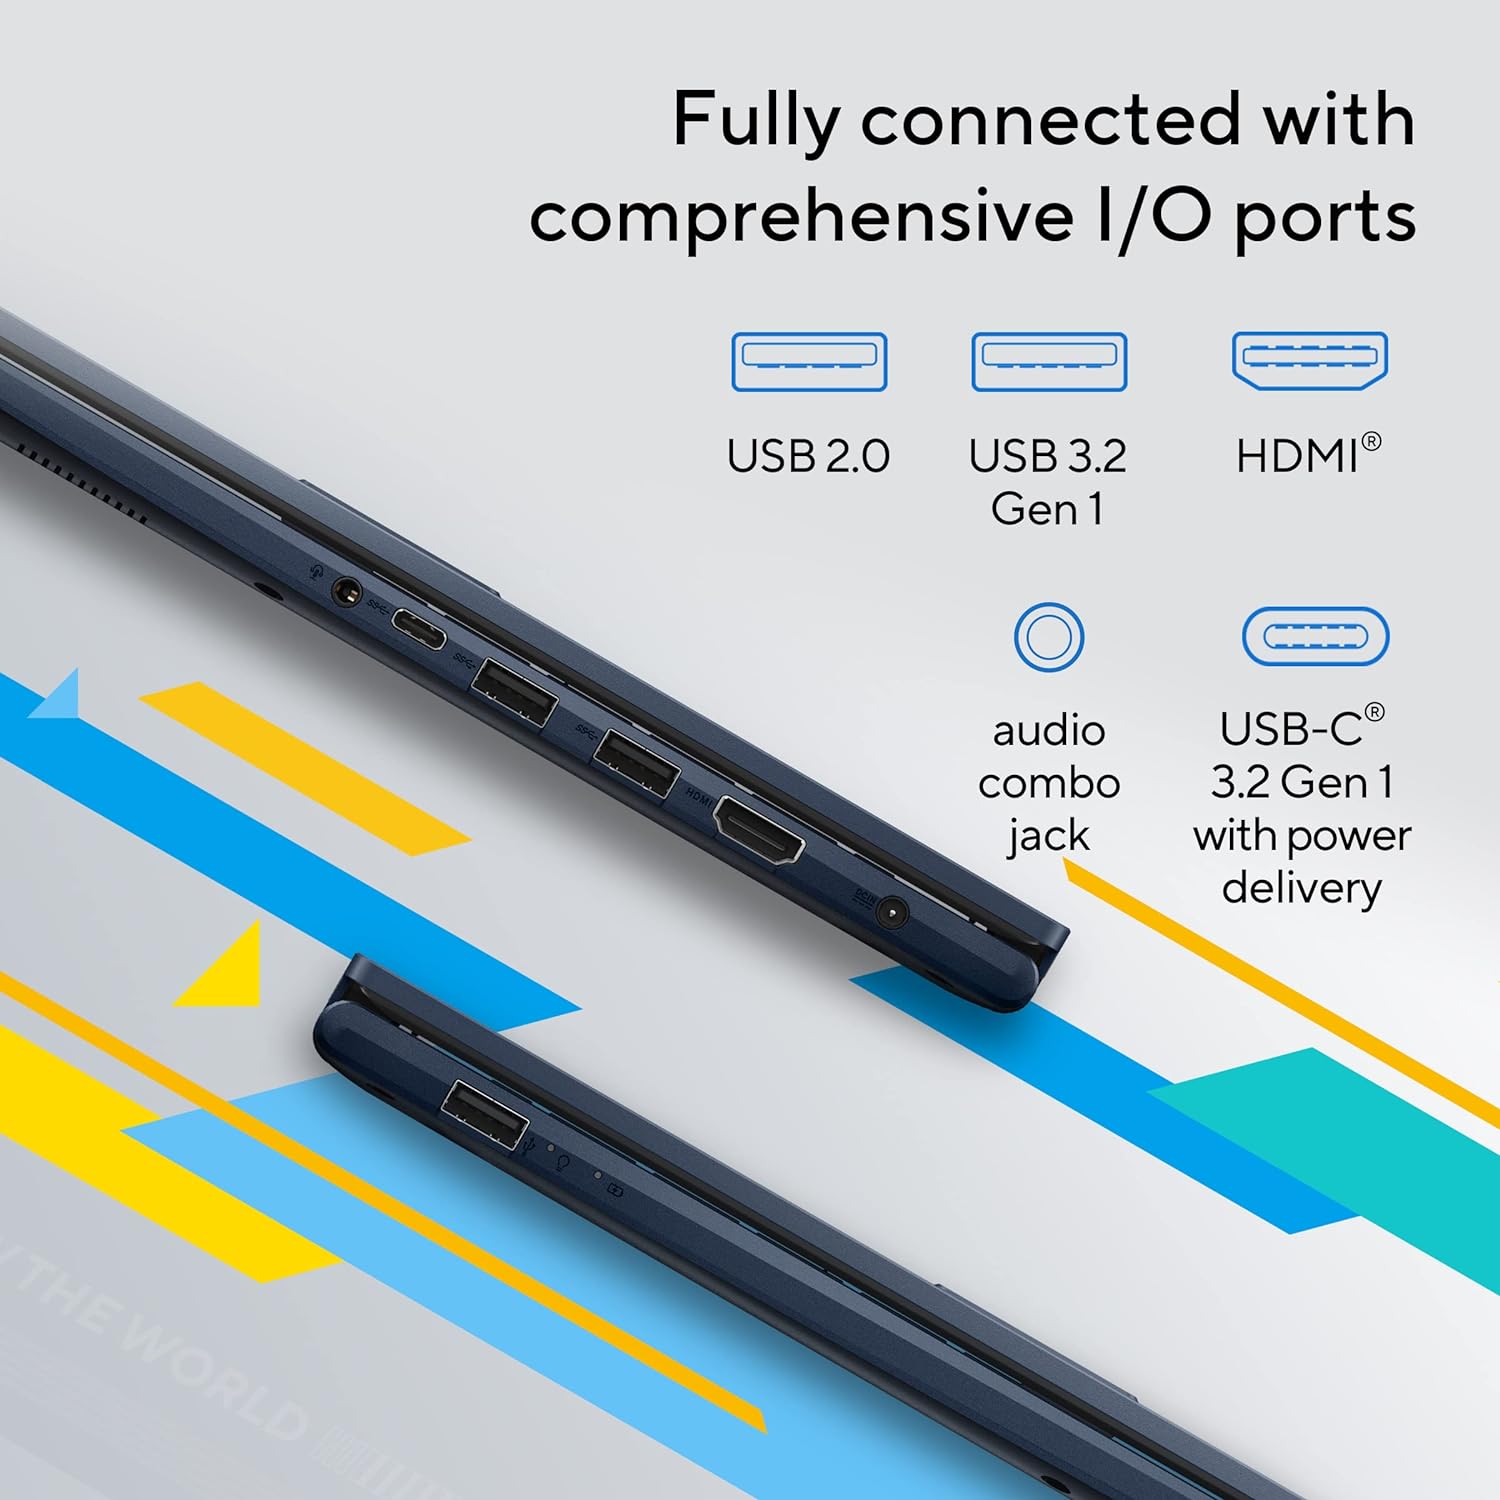 Fully connected with
comprehensive I/O ports
USB 2.0
USB 3.2
Gen 1
HDMI®
audio
combo
jack
USB-C®
3.2 Gen 1
with power
delivery
HDMI
DCIN
THE WORLD